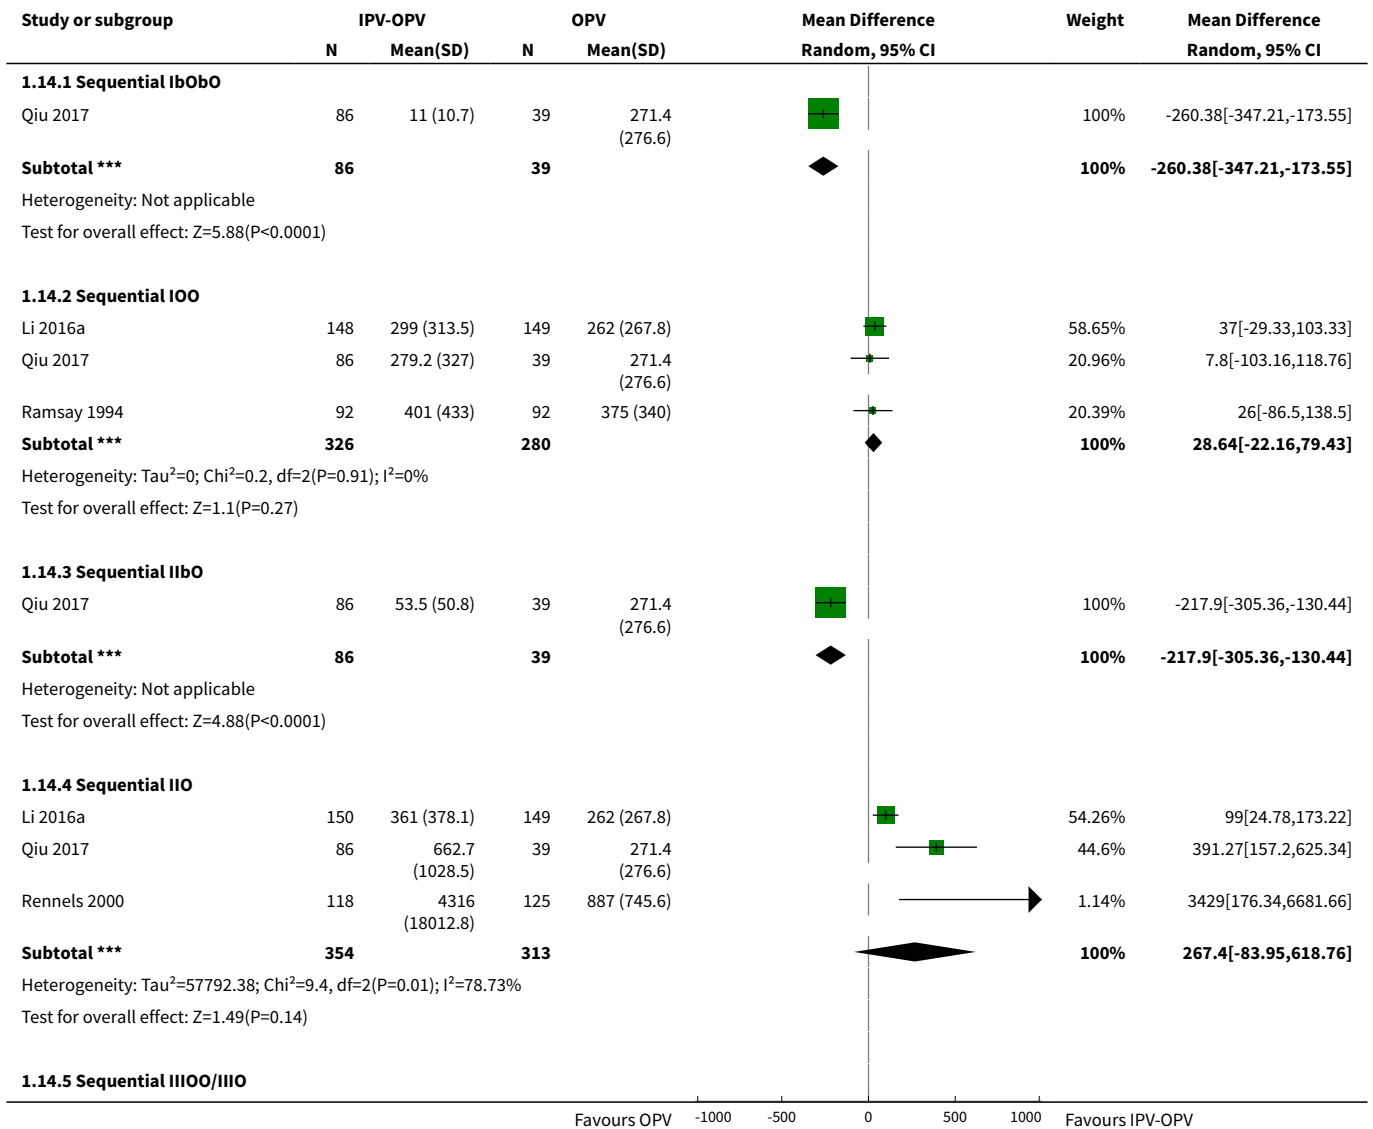 Study or subgroup IPV-OPV OPV Mean Difference Weight Mean Difference
N Mean(SD) N Mean(SD) Random, 95% CI Random, 95% CI
1.14.1 Sequential IbObO
Qiu 2017 86 11 (10.7) 39 271.4 100% -260.38[-347.21,-173.55]
(276.6)
Subtotal *** 86 39 100% -260.38[-347.21,-173.55]
Heterogeneity: Not applicable
Test for overall effect: Z=5.88(P<0.0001)
1.14.2 Sequential IOO
Li 2016a 148 299 (313.5) 149 262 (267.8) 58.65% 37[-29.33,103.33]
Qiu 2017 86 279.2 (327) 39 271.4 20.96% 7.8[-103.16,118.76]
(276.6)
Ramsay 1994 92 401 (433) 92 375 (340) 20.39% 26[-86.5,138.5]
Subtotal *** 326 280 100% 28.64[-22.16,79.43]
Heterogeneity: Tau²=0; Chi²=0.2, df=2(P=0.91); I²=0%
Test for overall effect: Z=1.1(P=0.27)
1.14.3 Sequential IIbO
Qiu 2017 86 53.5 (50.8) 39 271.4 100% -217.9[-305.36,-130.44]
(276.6)
Subtotal *** 86 39 100% -217.9[-305.36,-130.44]
Heterogeneity: Not applicable
Test for overall effect: Z=4.88(P<0.0001)
1.14.4 Sequential IIO
Li 2016a 150 361 (378.1) 149 262 (267.8) 54.26% 99[24.78,173.22]
Qiu 2017 86 662.7 39 271.4 44.6% 391.27[157.2,625.34]
(1028.5) (276.6)
Rennels 2000 118 4316 125 887 (745.6) 1.14% 3429[176.34,6681.66]
(18012.8)
Subtotal *** 354 313 100% 267.4[-83.95,618.76]
Heterogeneity: Tau²=57792.38; Chi²=9.4, df=2(P=0.01); I²=78.73%
Test for overall effect: Z=1.49(P=0.14)
1.14.5 Sequential IIIOO/IIIO
Favours OPV -1000 -500 0 500 1000 Favours IPV-OPV